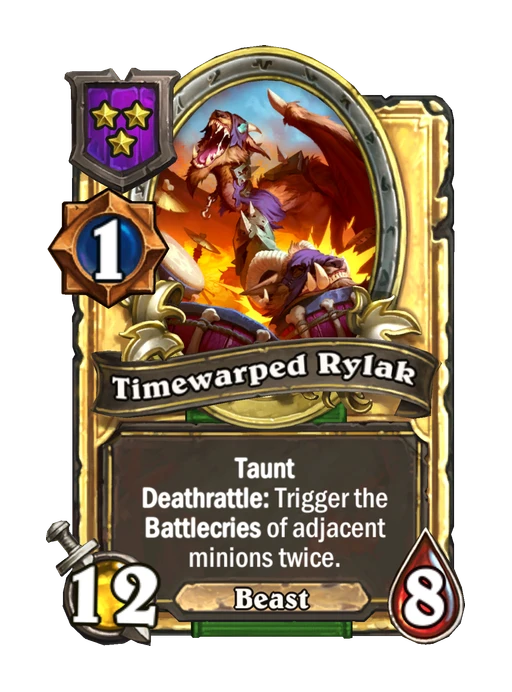 1
Timewarped Rylak
Taunt
Deathrattle: Trigger the
Battlecries of adjacent
minions twice.
12
Beast
8